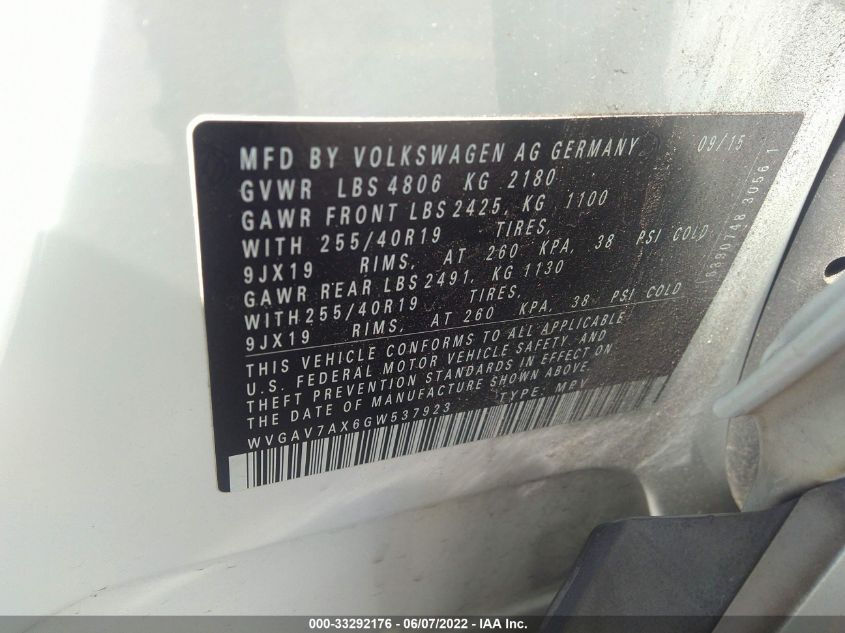 MFD BY VOLKSWAGEN AG GERMANY 09/15
GVWR LBS 4806 KG 2180
GAWR FRONT LBS 2425, KG 1100
WITH 255/40R19 TIRES,
9JX19 RIMS, AT 260 KPA, 38 PSI COLD
GAWR REAR LBS 2491, KG 1130
WITH 255/40R19 TIRES,
9JX19 RIMS, AT 260 KPA, 38 PSI COLD
THIS VEHICLE CONFORMS TO ALL APPLICABLE
U.S. FEDERAL MOTOR VEHICLE SAFETY AND
THEFT PREVENTION STANDARDS IN EFFECT ON
THE DATE OF MANUFACTURE SHOWN ABOVE.
WVGAV7AX6GW537923 TYPE: MPV
000-33292176 - 06/07/2022 - IAA Inc.